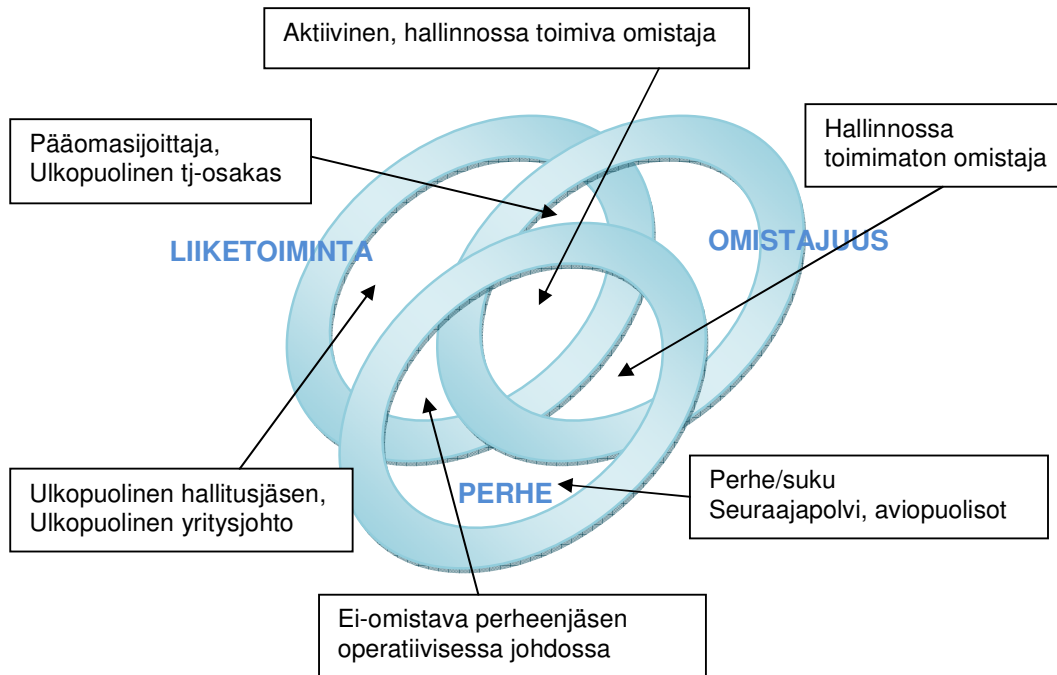 Aktiivinen, hallinnossa toimiva omistaja
Pääomasijoittaja,
Ulkopuolinen tj-osakas
Hallinnossa
toimimaton omistaja
LIIKETOIMINTA
OMISTAJUUS
PERHE
Ulkopuolinen hallitusjäsen,
Ulkopuolinen yritysjohto
Perhe/suku
Seuraajapolvi, aviopuolisot
Ei-omistava perheenjäsen
operatiivisessa johdossa